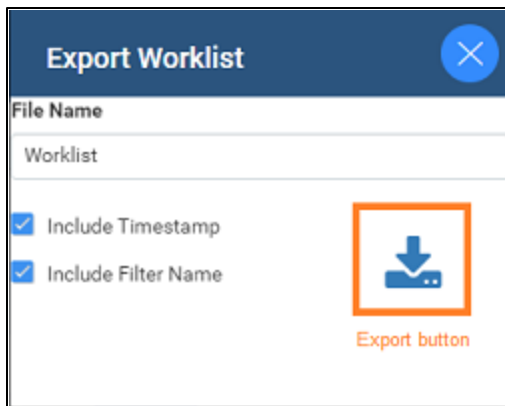 Export Worklist
File Name
Worklist
Include Timestamp
Include Filter Name
Export button